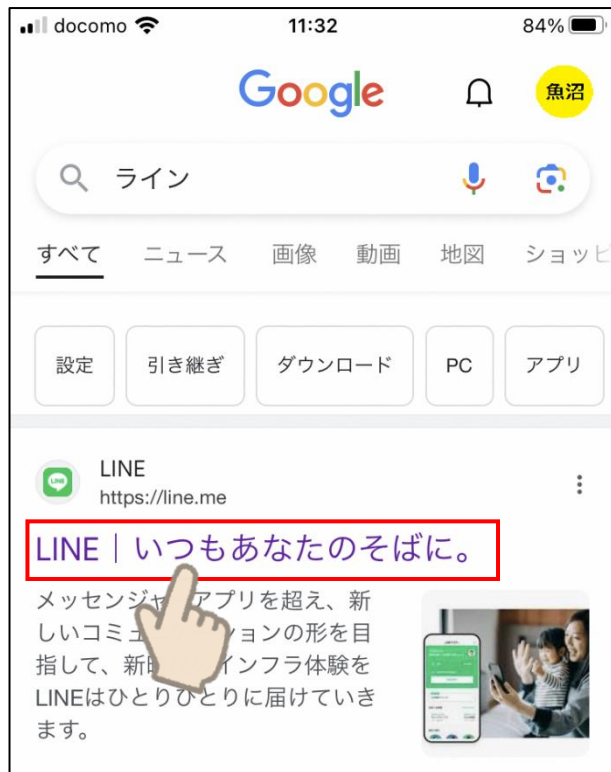 docomo 11:32 84%
Google 魚沼
ライン
すべて ニュース 画像 動画 地図 ショッピ
設定 引き継ぎ ダウンロード PC アプリ
LINE
https://line.me
LINE｜いつもあなたのそばに。
メッセンジャ アプリを超え、新
しいコミュ ションの形を目
指して、新 インフラ体験を
LINEはひとりひとりに届けていき
ます。